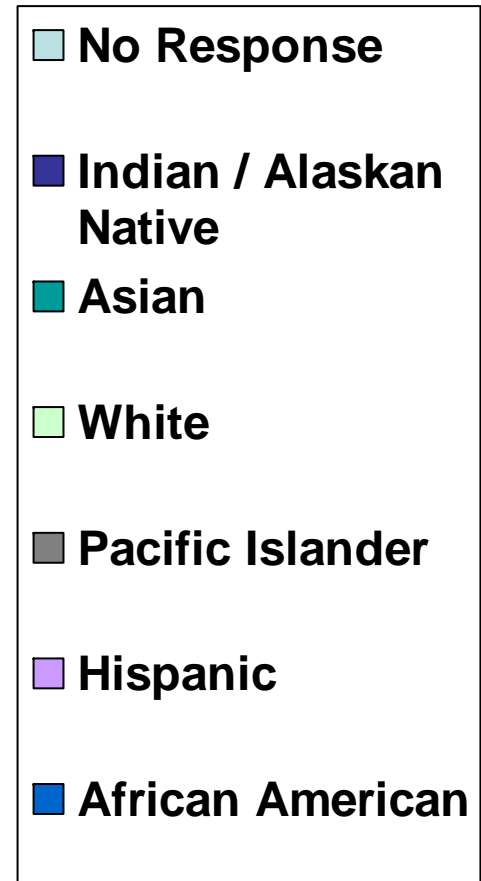 No Response
Indian / Alaskan
Native
Asian
White
Pacific Islander
Hispanic
African American